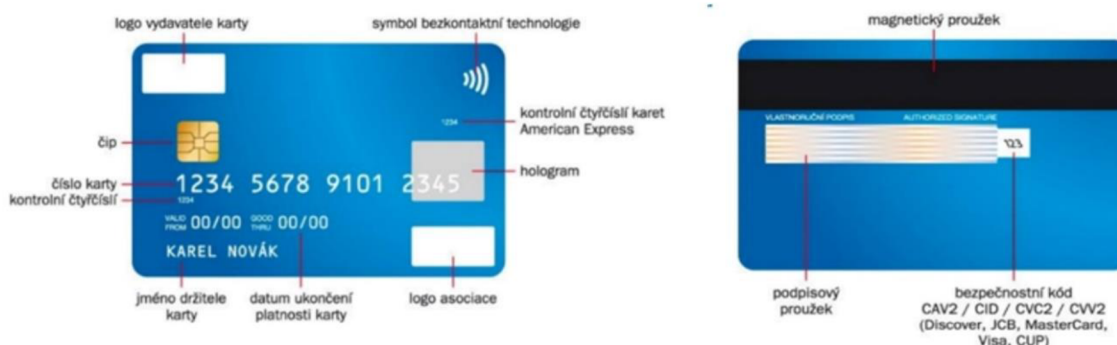 logo vydavatele karty
symbol bezkontaktní technologie
kontrolní čtyřčíslí karet
American Express
1234
čip
hologram
číslo karty
1234 5678 9101 2345
kontrolní čtyřčíslí
1234
VALID
FROM 00/00 GOOD
THRU 00/00
KAREL NOVÁK
jméno držitele
karty
datum ukončení
platnosti karty
logo asociace
magnetický proužek
VLASTNORUČNÍ PODPIS
AUTHORIZED SIGNATURE
123
podpisový
proužek
bezpečnostní kód
CAV2 / CID / CVC2 / CVV2
(Discover, JCB, MasterCard,
Visa, CUP)